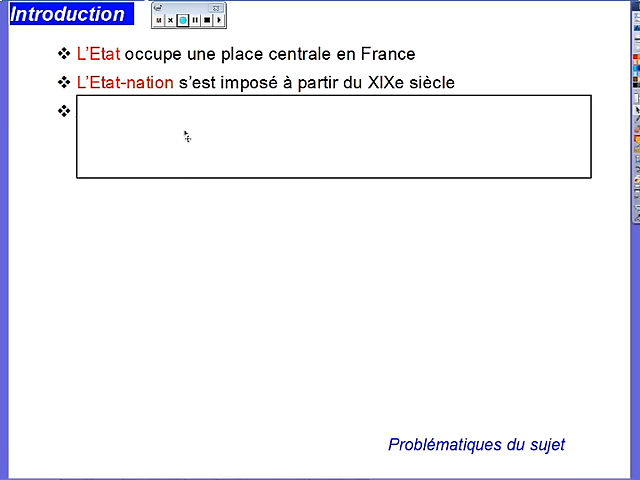 Introduction
❖ L’Etat occupe une place centrale en France
❖ L’Etat-nation s’est imposé à partir du XIXe siècle
❖
Problématiques du sujet